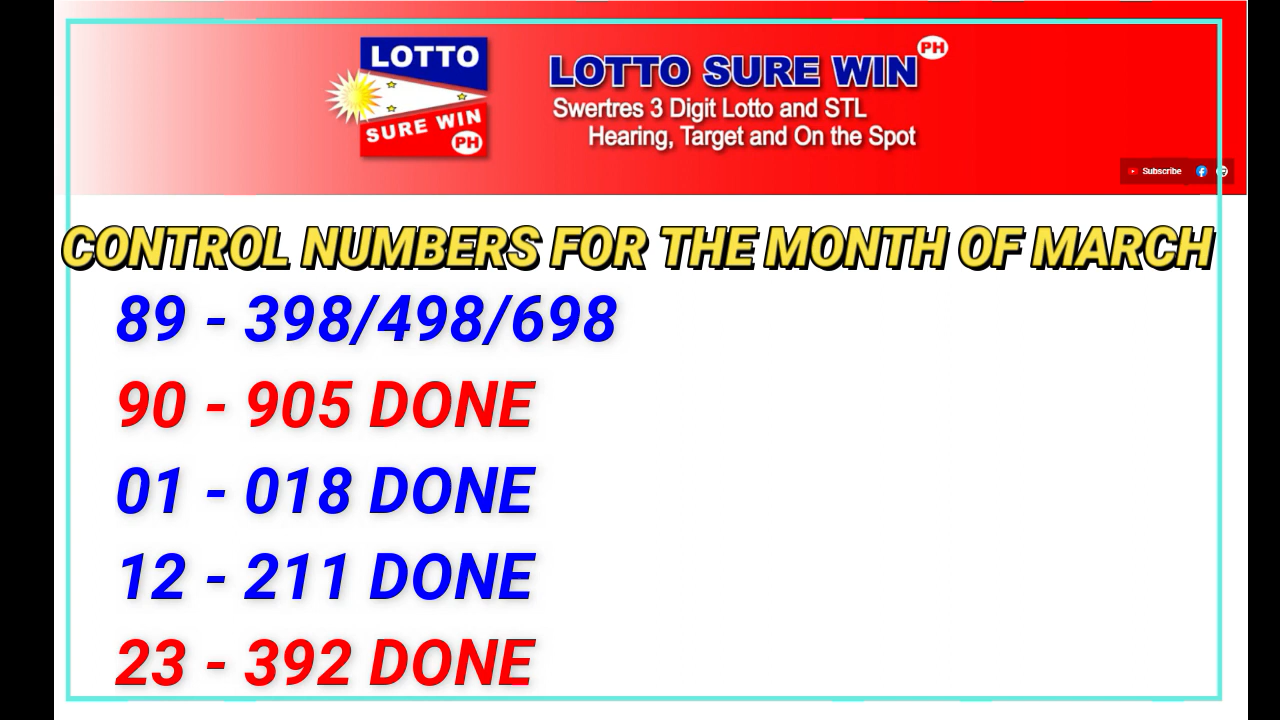 LOTTO
SURE WIN
PH
LOTTO SURE WIN PH
Swertres 3 Digit Lotto and STL
Hearing, Target and On the Spot
Subscribe
CONTROL NUMBERS FOR THE MONTH OF MARCH
89 - 398/498/698
90 - 905 DONE
01 - 018 DONE
12 - 211 DONE
23 - 392 DONE